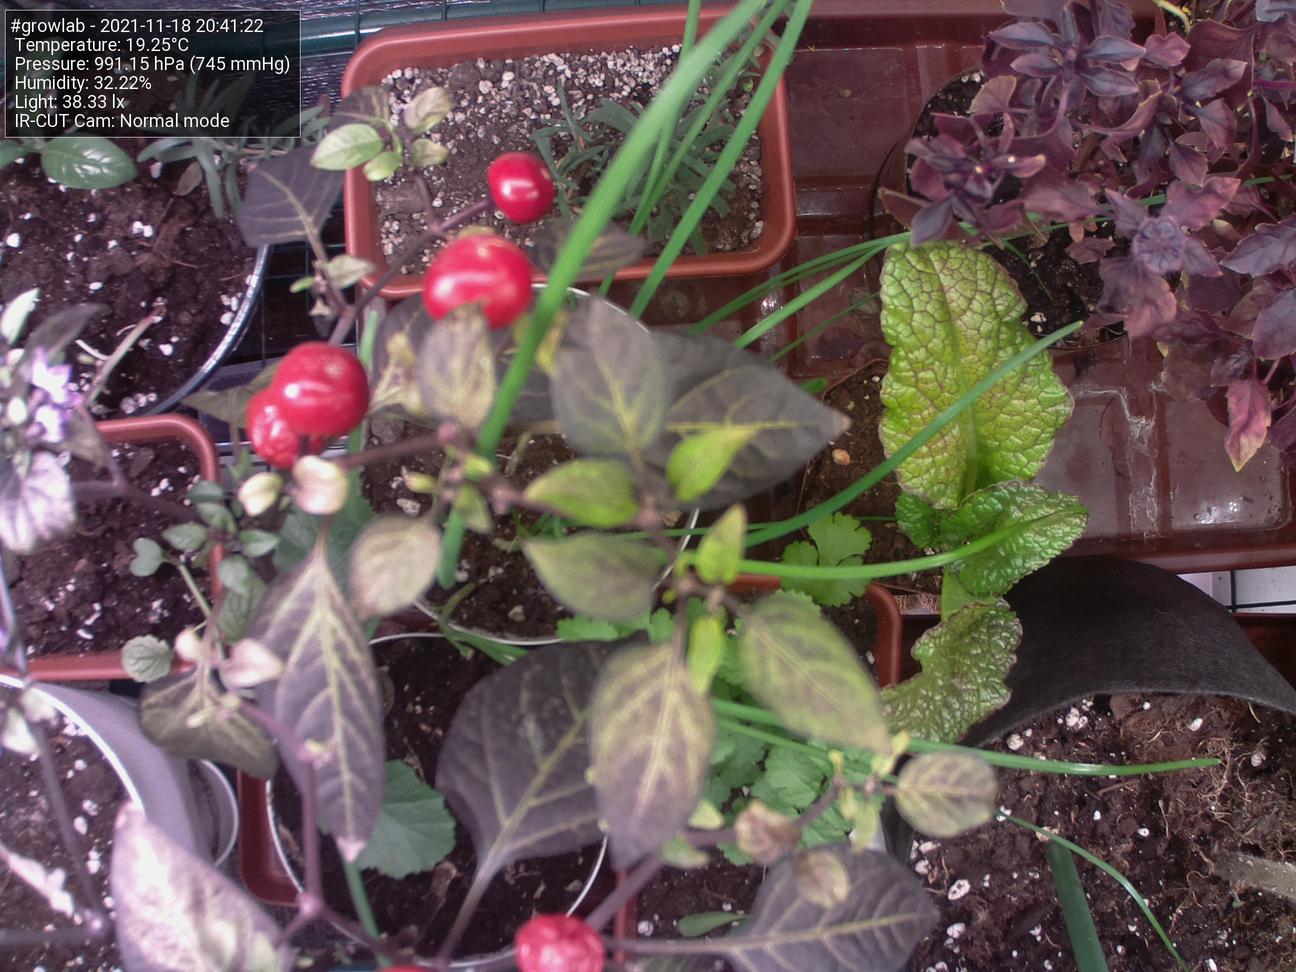 #growlab - 2021-11-18 20:41:22
Temperature: 19.25°C
Pressure: 991.15 hPa (745 mmHg)
Humidity: 32.22%
Light: 38.33 lx
IR-CUT Cam: Normal mode